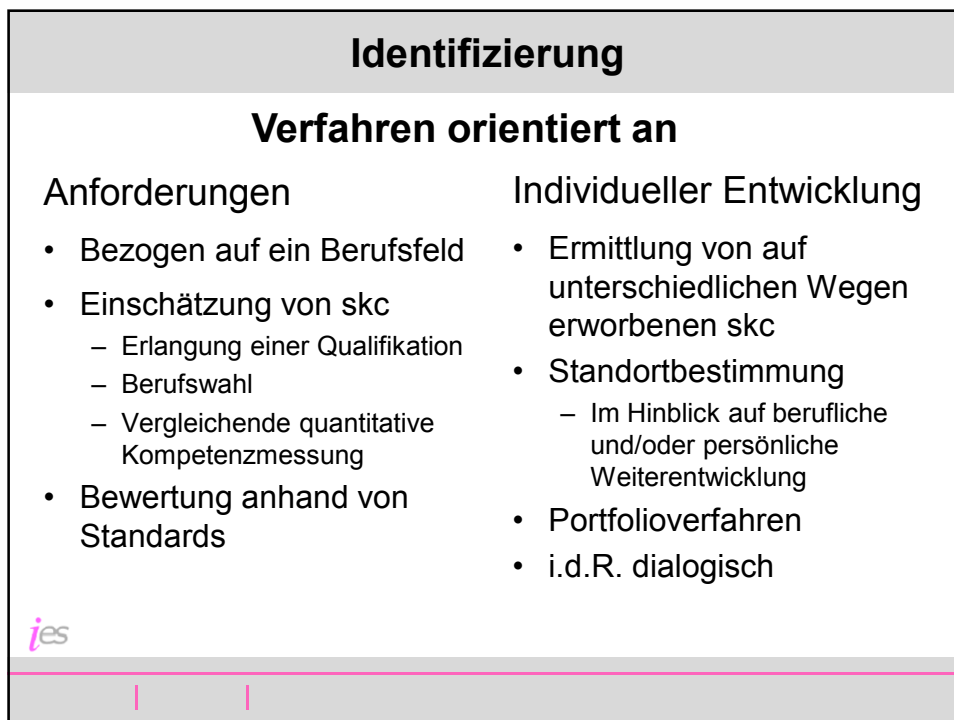 Identifizierung
Verfahren orientiert an
Anforderungen
• Bezogen auf ein Berufsfeld
• Einschätzung von skc
– Erlangung einer Qualifikation
– Berufswahl
– Vergleichende quantitative
Kompetenzmessung
• Bewertung anhand von
Standards
Individueller Entwicklung
• Ermittlung von auf
unterschiedlichen Wegen
erworbenen skc
• Standortbestimmung
– Im Hinblick auf berufliche
und/oder persönliche
Weiterentwicklung
• Portfolioverfahren
• i.d.R. dialogisch
ies